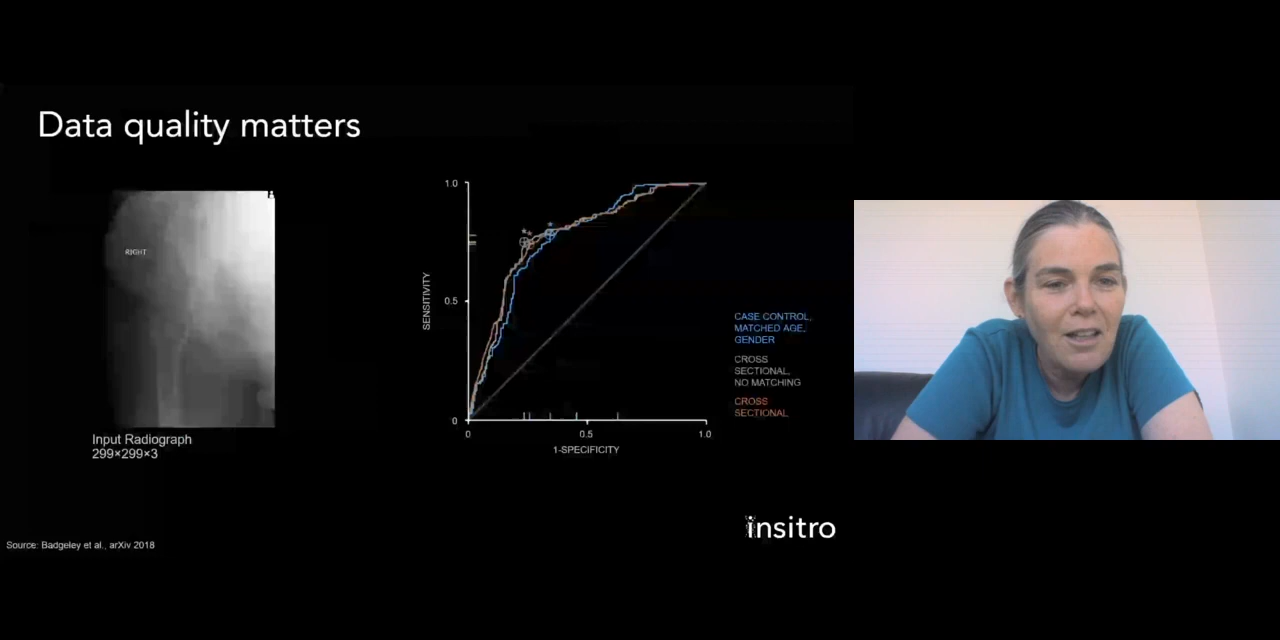 Data quality matters
RIGHT
Input Radiograph
299×299×3
1.0
0.5
0
SENSITIVITY
0
0.5
1.0
1-SPECIFICITY
CASE CONTROL,
MATCHED AGE,
GENDER
CROSS
SECTIONAL,
NO MATCHING
CROSS
SECTIONAL,
insitro
Source: Badgeley et al., arXiv 2018